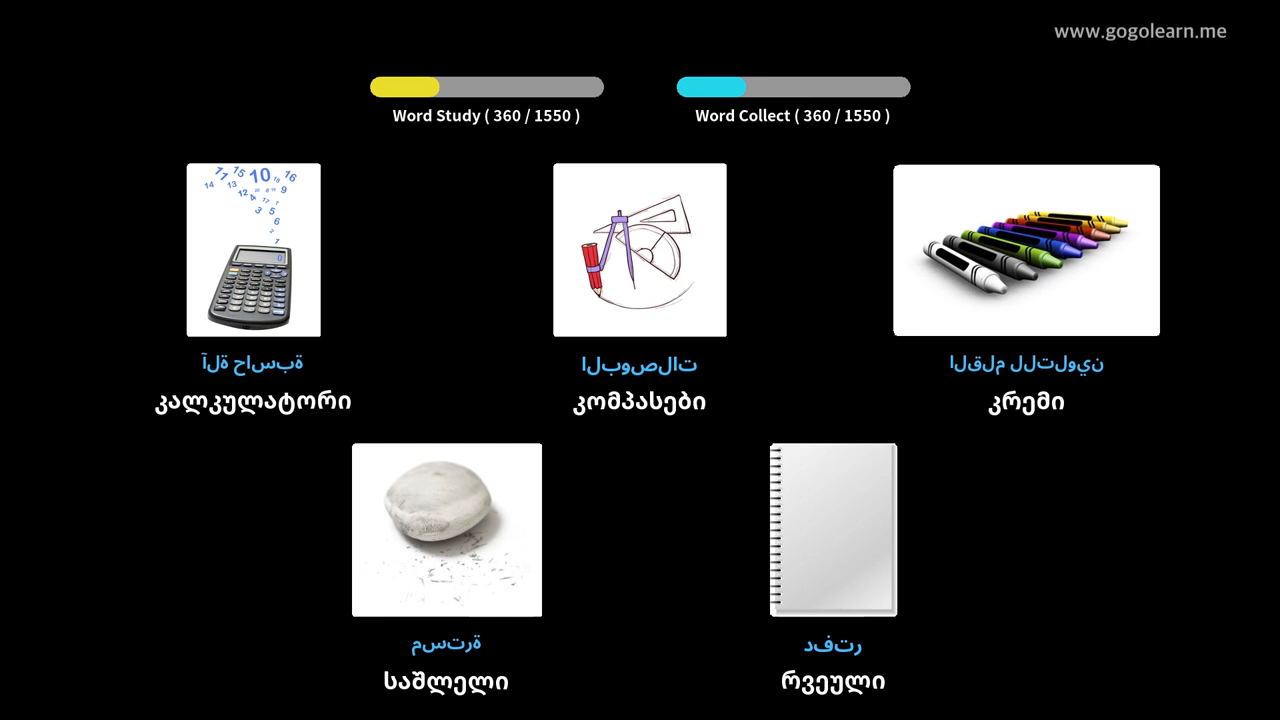 www.gogolearn.me
Word Study ( 360 / 1550 )
Word Collect ( 360 / 1550 )
آلة حاسبة
კალკულატორი
البوصلات
კომპასები
القلم للتلوين
კრემი
مسترة
საშლელი
دفتر
რვეული